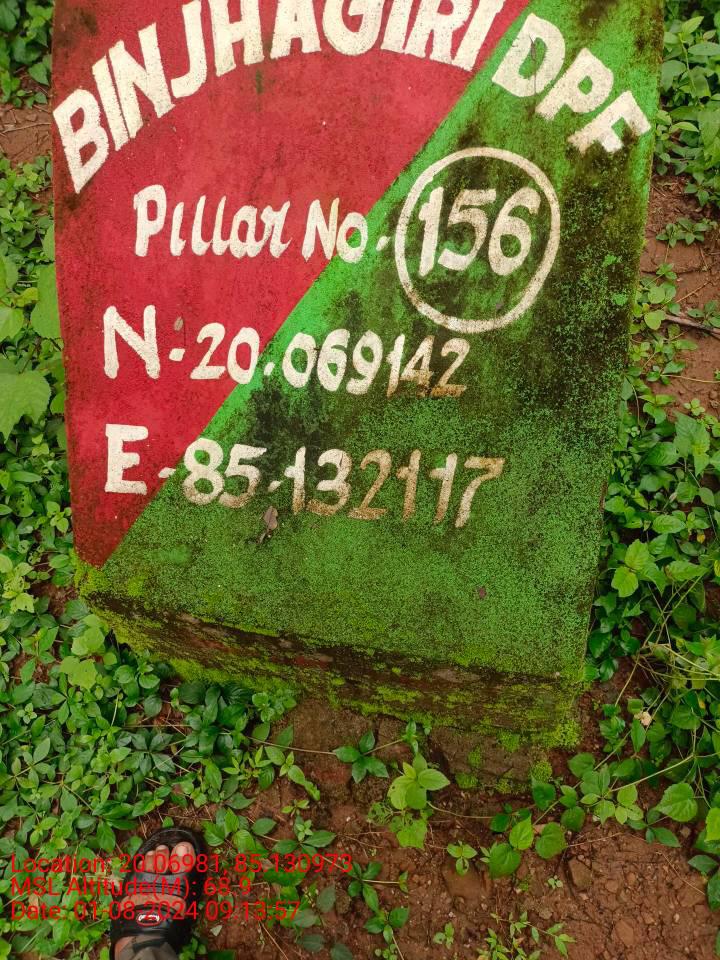 BINJHAGIRI DPF
Pillar No. 156
N-20.069142
E-85.132117
Location: 20.06981, 85.130973
MSL Altitude(M): 68.9
Date: 01-08-2024 09:13:57